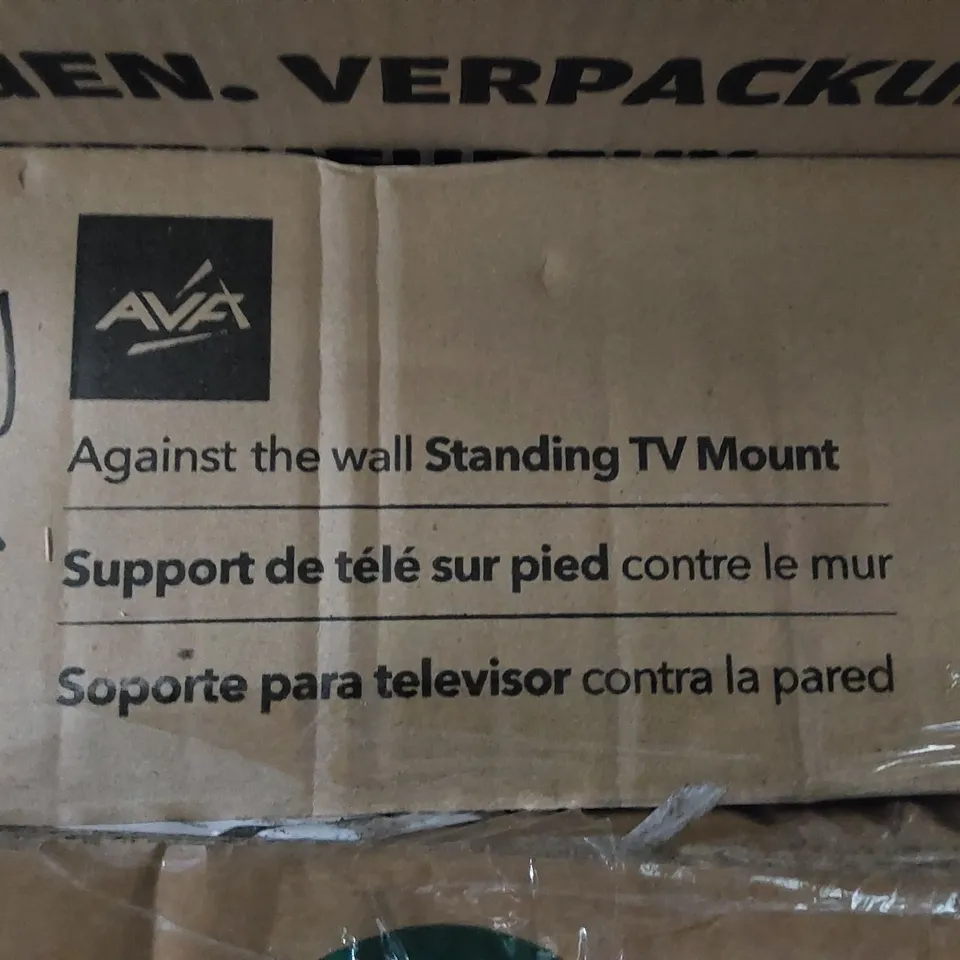 VERPACKU
AVA
Against the wall Standing TV Mount
Support de télé sur pied contre le mur
Soporte para televisor contra la pared